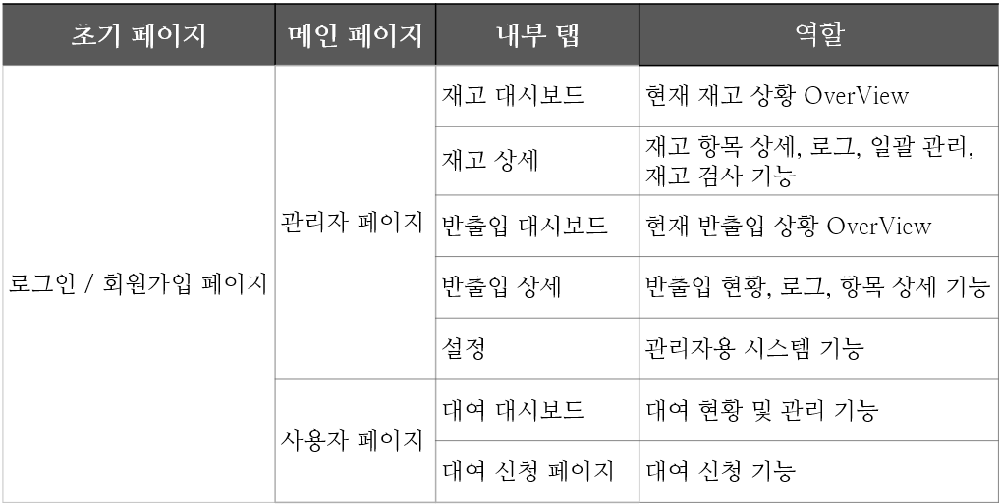 초기 페이지 메인 페이지 내부 탭 역할
재고 대시보드 현재 재고 상황 OverView
재고 상세 재고 항목 상세, 로그, 일괄 관리,
재고 검사 기능
관리자 페이지 반출입 대시보드 현재 반출입 상황 OverView
로그인 / 회원가입 페이지 반출입 상세 반출입 현황, 로그, 항목 상세 기능
설정 관리자용 시스템 기능
대여 대시보드 대여 현황 및 관리 기능
사용자 페이지
대여 신청 페이지 대여 신청 기능